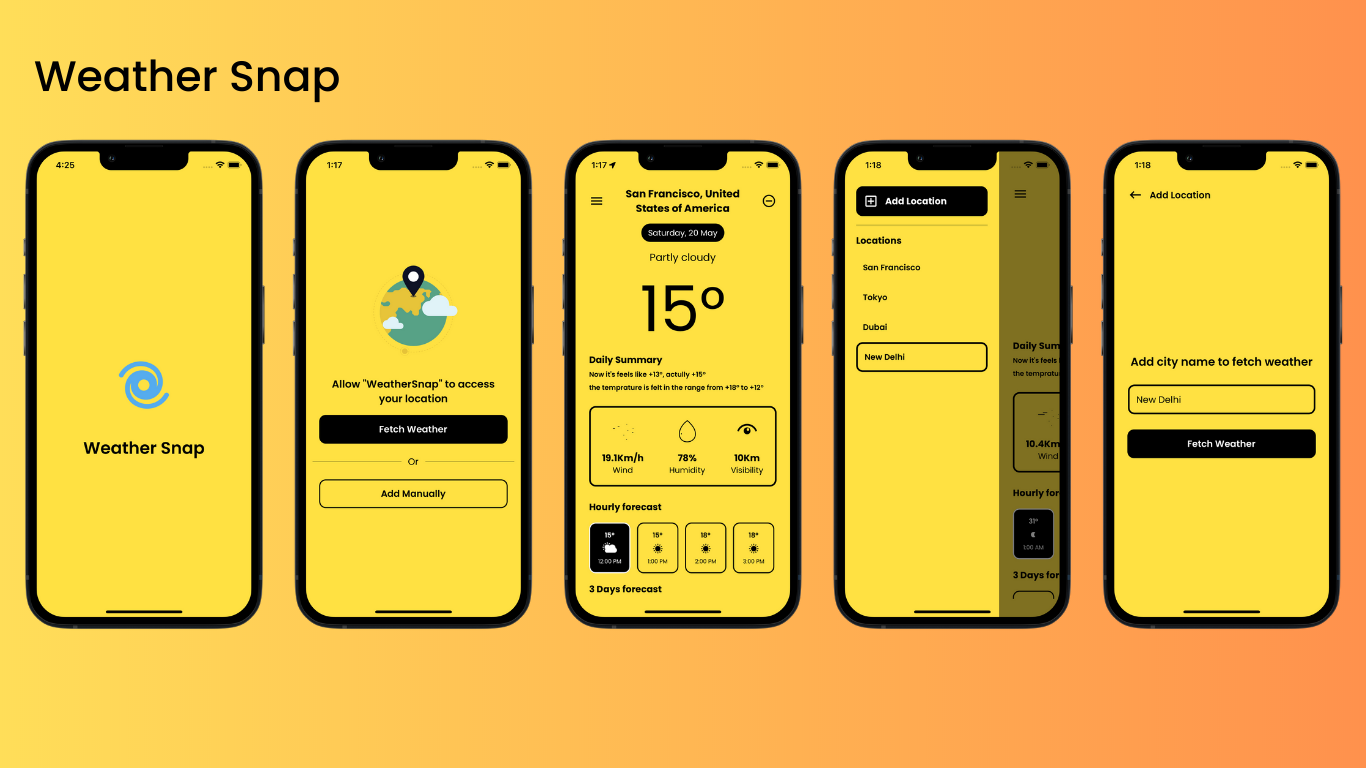 Weather Snap
4:25
Weather Snap
1:17
Allow "WeatherSnap" to access
your location
Fetch Weather
Or
Add Manually
1:17
San Francisco, United
States of America
Saturday, 20 May
Partly cloudy
15°
Daily Summary
Now it's feels like +13°, actully +15°
the temprature is felt in the range from +18° to +12°
19.1Km/h 78% 10Km
Wind Humidity Visibility
Hourly forecast
15° 15° 18° 18°
12:00 PM 1:00 PM 2:00 PM 3:00 PM
3 Days forecast
1:18
Add Location
Locations
San Francisco
Tokyo
Dubai
New Delhi
Daily Sum
Now it's feels
the tempratu
10.4Km
Wind
Hourly for
31°
1:00 AM
3 Days for
1:18
Add Location
Add city name to fetch weather
New Delhi
Fetch Weather